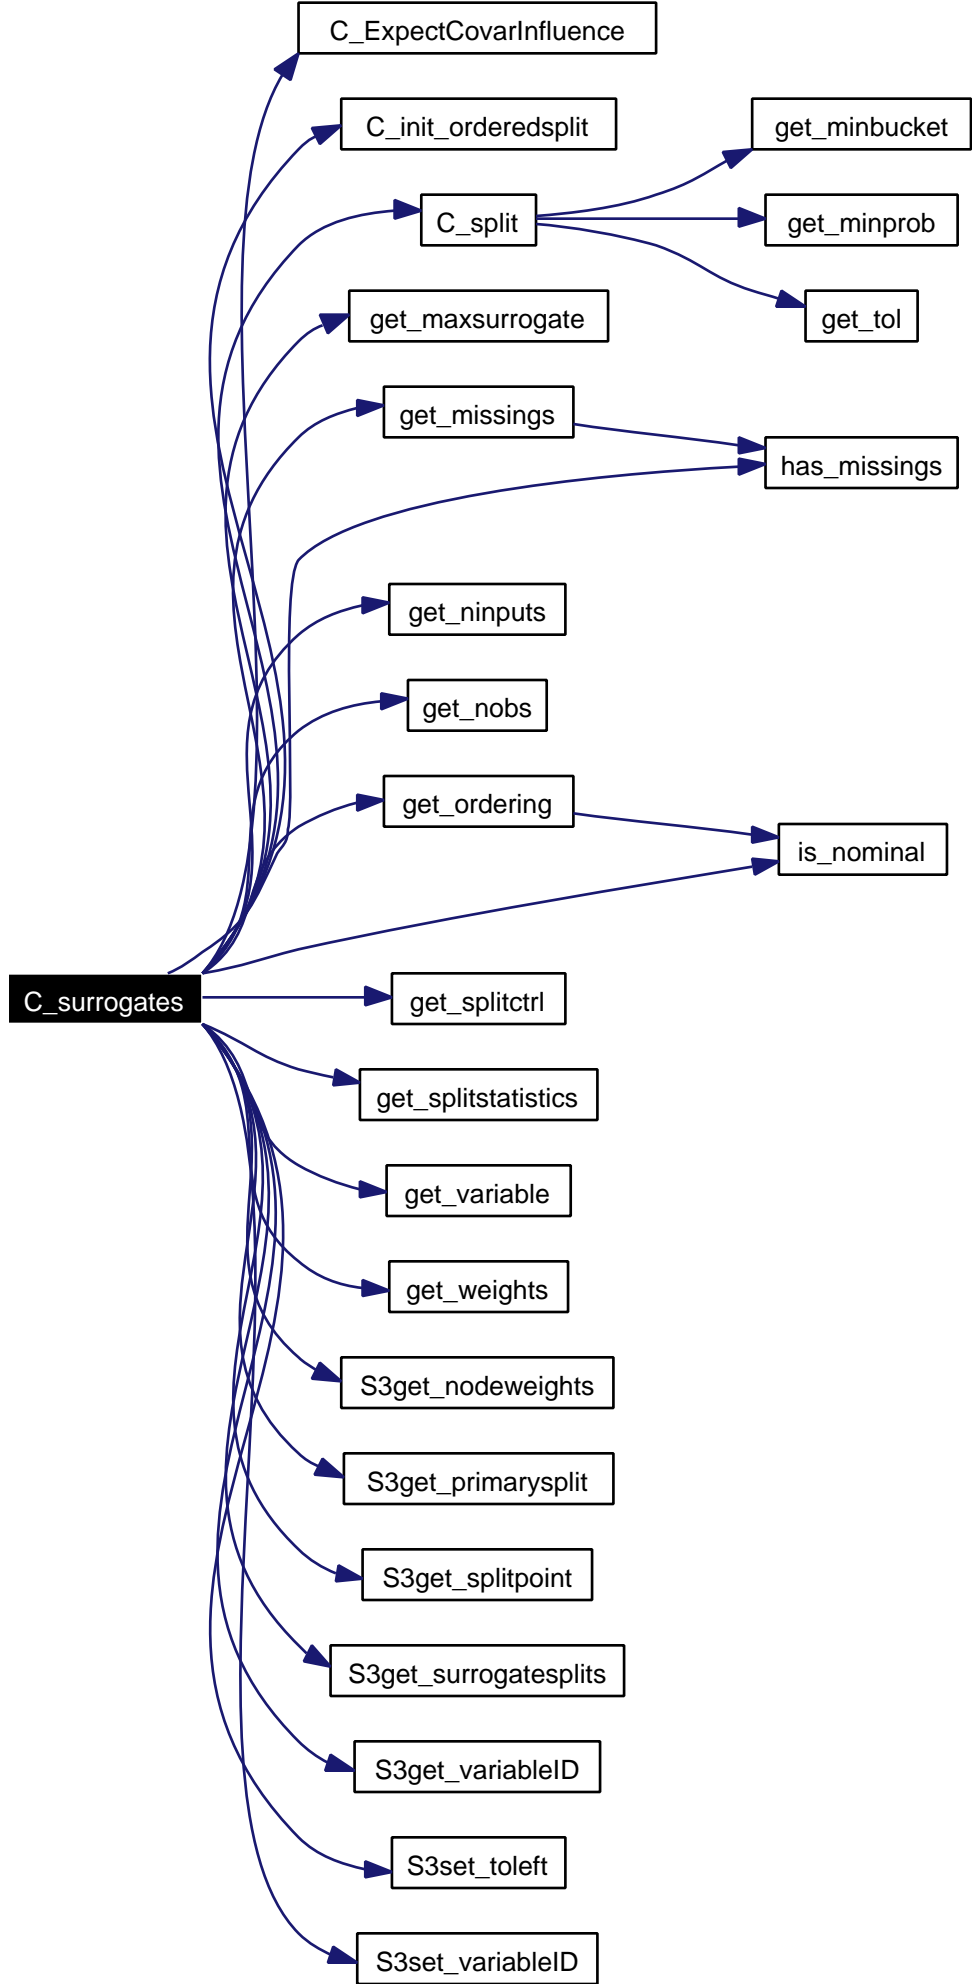 C_ExpectCovarInfluence
C_init_orderedsplit
get_minbucket
C_split
get_minprob
get_maxsurrogate
get_tol
get_missings
has_missings
get_ninputs
get_nobs
get_ordering
is_nominal
C_surrogates
get_splitctrl
get_splitstatistics
get_variable
get_weights
S3get_nodeweights
S3get_primarysplit
S3get_splitpoint
S3get_surrogatesplits
S3get_variableID
S3set_toleft
S3set_variableID